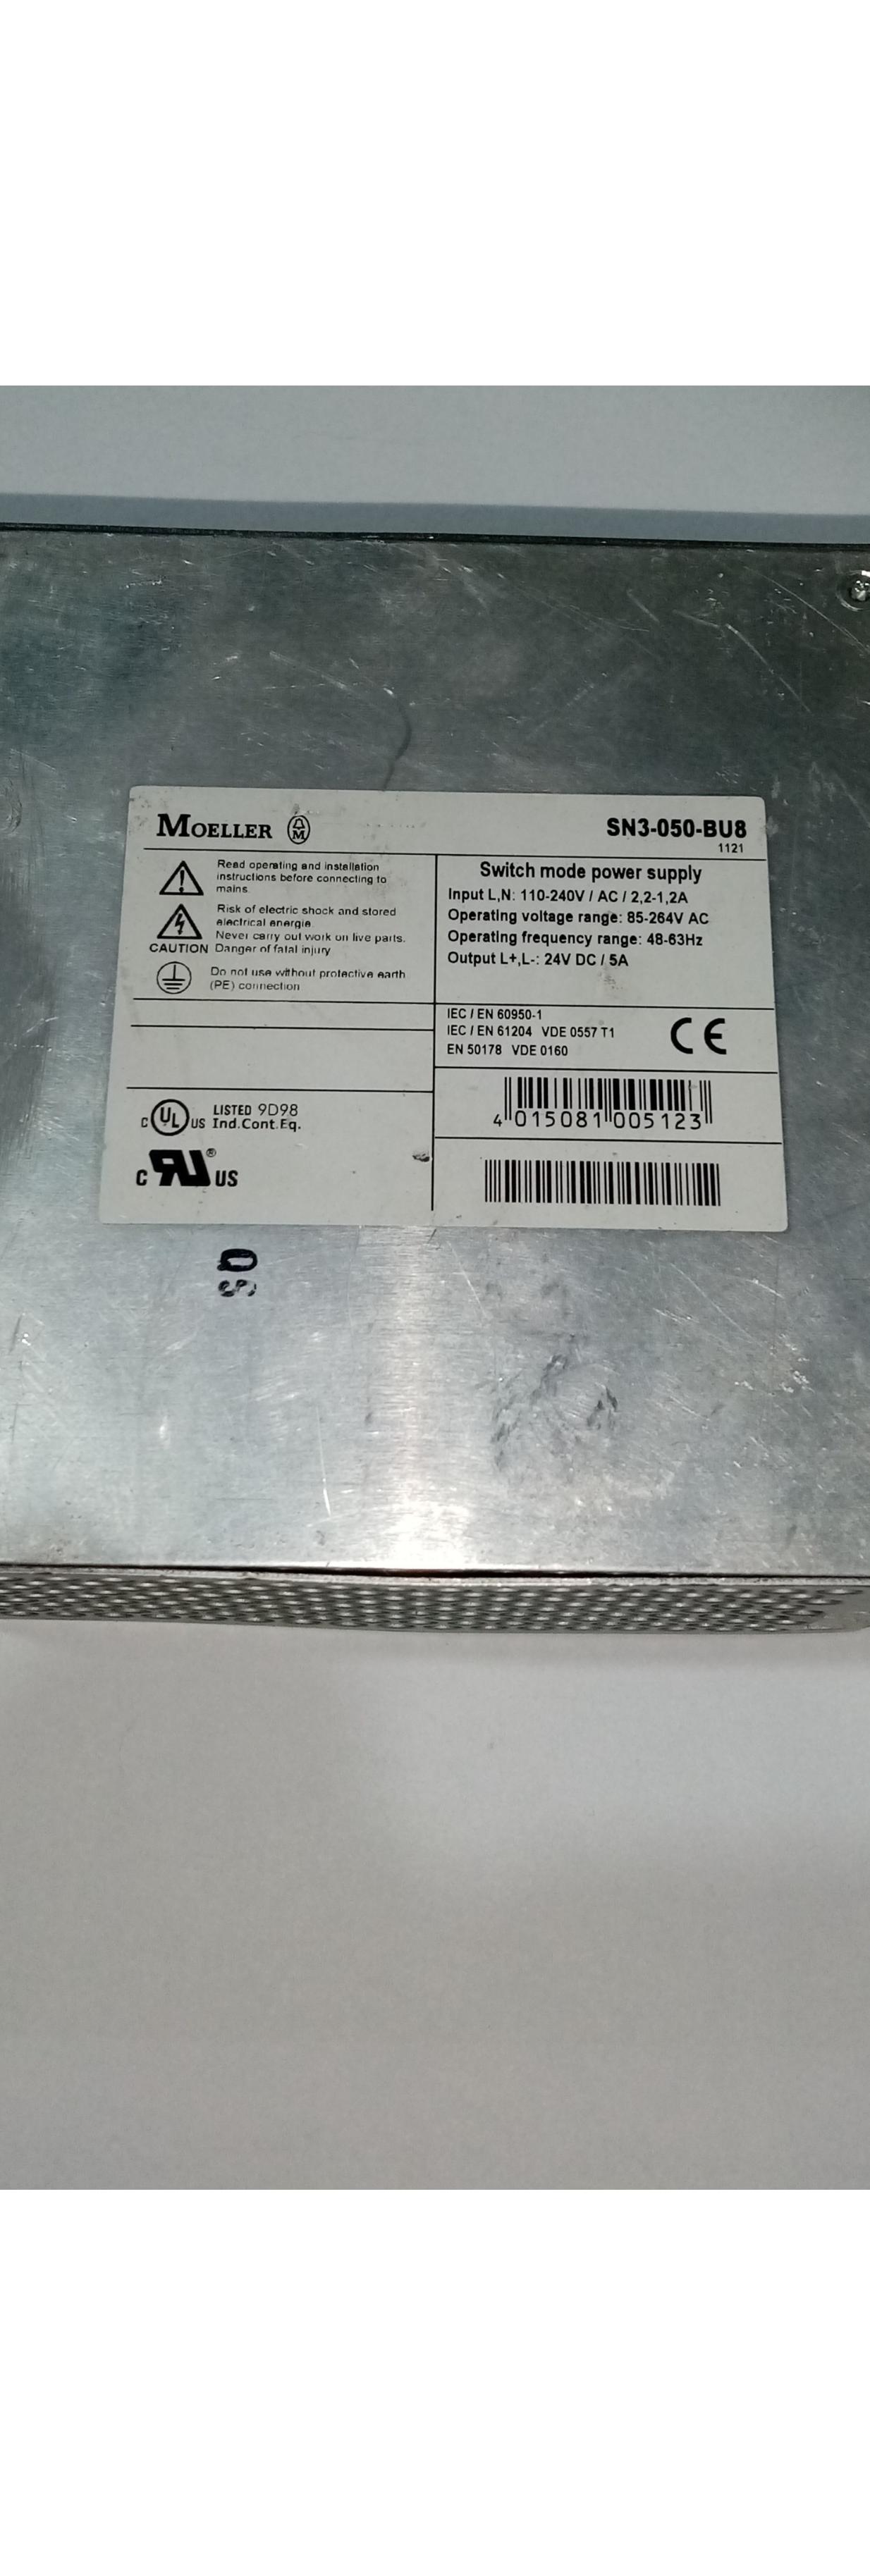 MOELLER
SN3-050-BU8
1121
Read operating and installation
instructions before connecting to
mains.
Risk of electric shock and stored
electrical energie.
Never carry out work on live parts.
CAUTION Danger of fatal injury
Do not use without protective earth
(PE) connection
Switch mode power supply
Input L,N: 110-240V / AC / 2,2-1,2A
Operating voltage range: 85-264V AC
Operating frequency range: 48-63Hz
Output L+,L-: 24V DC / 5A
IEC / EN 60950-1
IEC / EN 61204 VDE 0557 T1
EN 50178 VDE 0160
CE
C UL US LISTED 9D98
Ind.Cont.Eq.
C RU® US
4 015081 005123
SQ